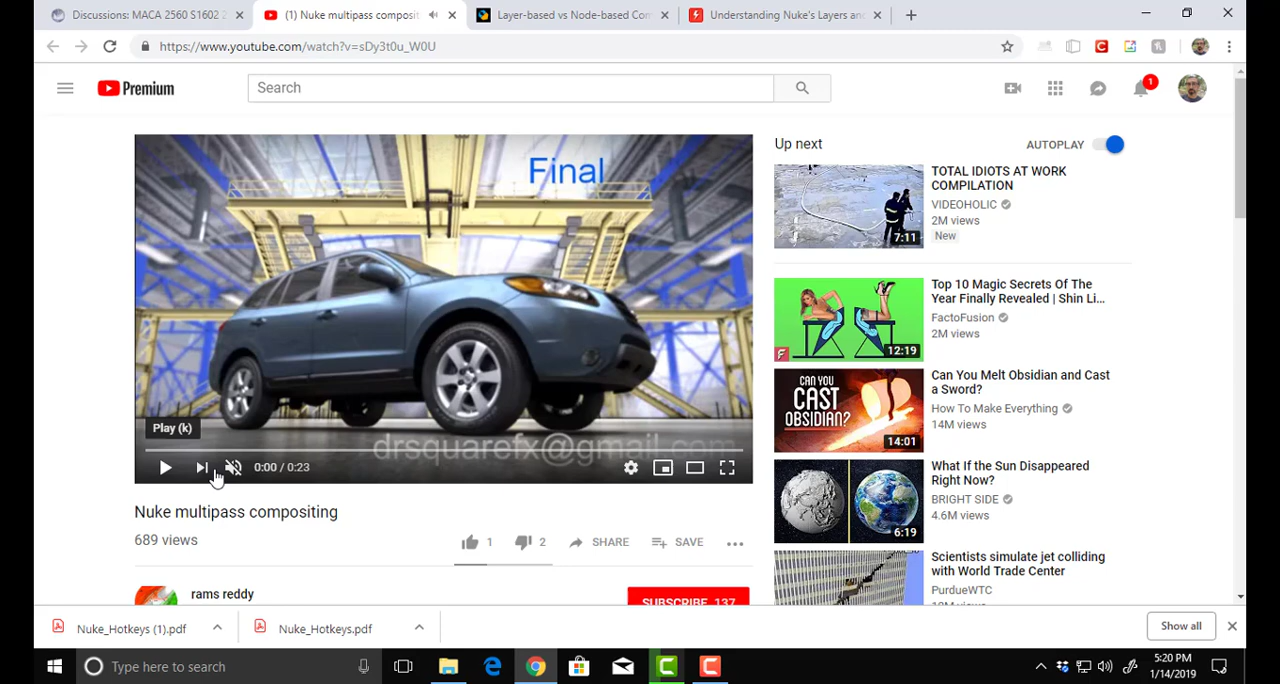 Discussions: MACA 2560 S1602 2
(1) Nuke multipass composit
Layer-based vs Node-based Com
Understanding Nuke's Layers an
https://www.youtube.com/watch?v=sDy3t0u_W0U
Premium
Search
1
Final
drsquarefx@gmail.com
Play (k)
0:00 / 0:23
Nuke multipass compositing
689 views
1
2
SHARE
SAVE
rams reddy
SUBSCRIBE 137
Up next
AUTOPLAY
TOTAL IDIOTS AT WORK
COMPILATION
VIDEOHOLIC
2M views
New
7:11
Top 10 Magic Secrets Of The
Year Finally Revealed | Shin Li...
FactoFusion
2M views
12:19
CAN YOU
CAST
OBSIDIAN?
14:01
Can You Melt Obsidian and Cast
a Sword?
How To Make Everything
14M views
What If the Sun Disappeared
Right Now?
BRIGHT SIDE
4.6M views
6:19
Scientists simulate jet colliding
with World Trade Center
PurdueWTC
Nuke_Hotkeys (1).pdf
Nuke_Hotkeys.pdf
Show all
Type here to search
5:20 PM
1/14/2019